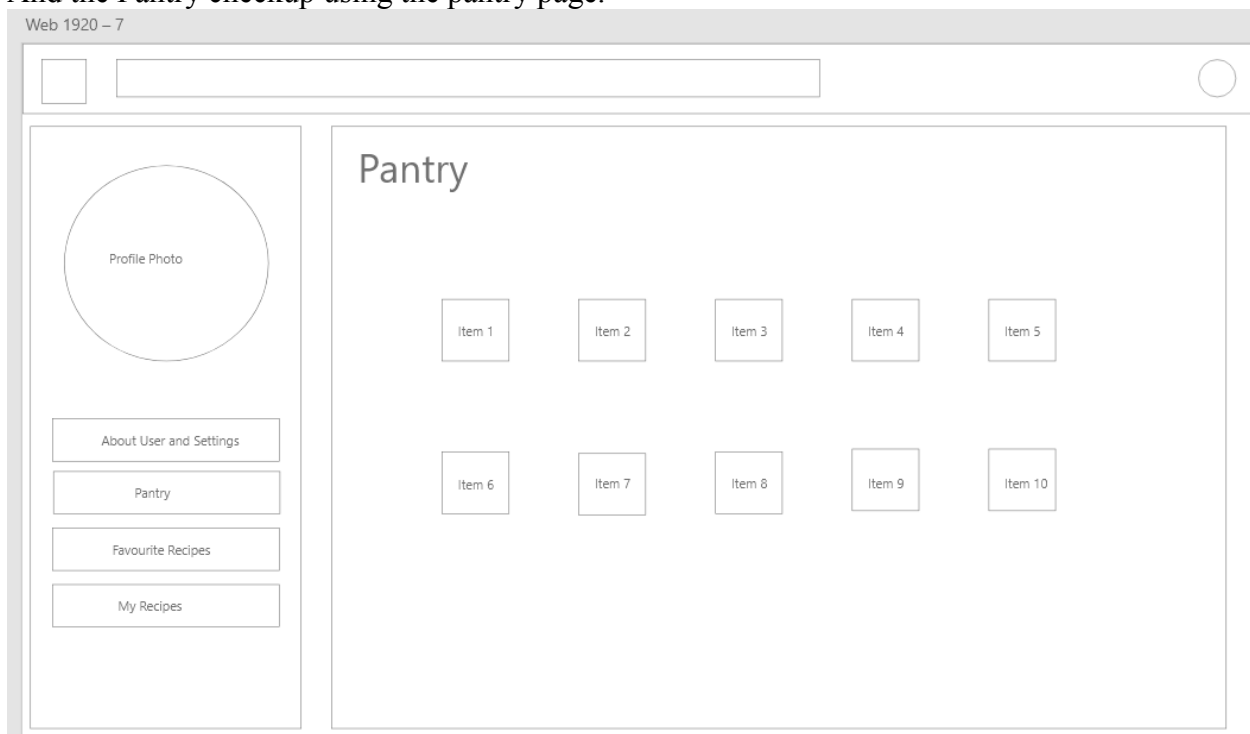 And the Pantry checkup using the pantry page.
Web 1920 – 7
Profile Photo
About User and Settings
Pantry
Favourite Recipes
My Recipes
Pantry
Item 1 Item 2 Item 3 Item 4 Item 5
Item 6 Item 7 Item 8 Item 9 Item 10